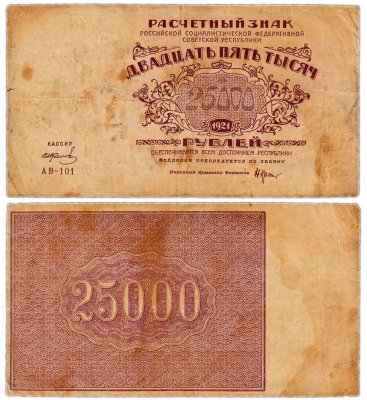 РАСЧЕТНЫЙ ЗНАК
РОССИЙСКОЙ СОЦИАЛИСТИЧЕСКОЙ ФЕДЕРАТИВНОЙ
СОВЕТСКОЙ РЕСПУБЛИКИ
ДВАДЦАТЬ ПЯТЬ ТЫСЯЧ
25000
1921
РУБЛЕЙ
ОБЕСПЕЧИВАЕТСЯ ВСЕМ ДОСТОЯНИЕМ РЕСПУБЛИКИ
ПОДДЕЛКА ПРЕСЛЕДУЕТСЯ ПО ЗАКОНУ
КАССИР
АВ-101
Народный Комиссар Финансов
25000